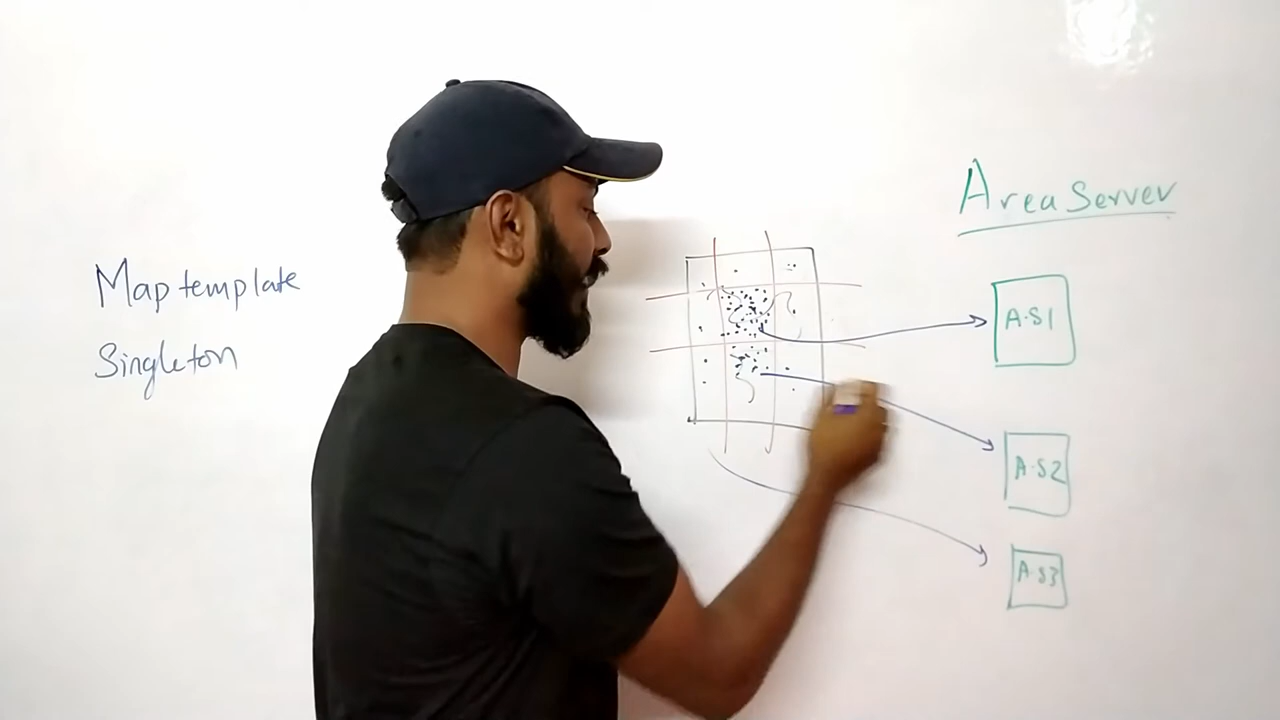 Map template
Singleton
Area Server
A-S1
A-S2
A-S3